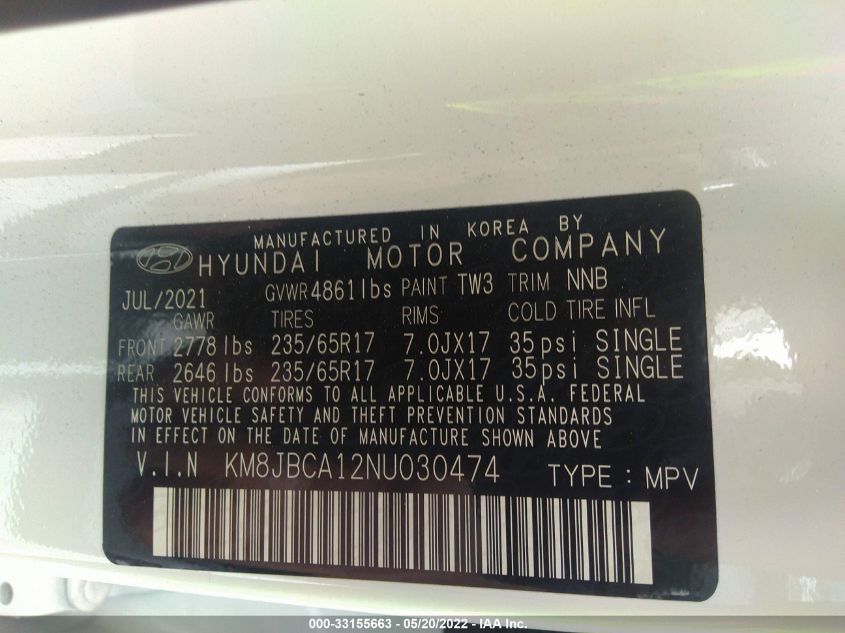 MANUFACTURED IN KOREA BY
HYUNDAI MOTOR COMPANY
JUL/2021 GVWR 4861lbs PAINT TW3 TRIM NNB
GAWR TIRES RIMS COLD TIRE INFL
FRONT 2778 lbs 235/65R17 7.0JX17 35psi SINGLE
REAR 2646 lbs 235/65R17 7.0JX17 35psi SINGLE
THIS VEHICLE CONFORMS TO ALL APPLICABLE U.S.A. FEDERAL
MOTOR VEHICLE SAFETY AND THEFT PREVENTION STANDARDS
IN EFFECT ON THE DATE OF MANUFACTURE SHOWN ABOVE
V.I.N KM8JBCA12NU030474 TYPE : MPV
000-33155663 - 05/20/2022 - IAA Inc.